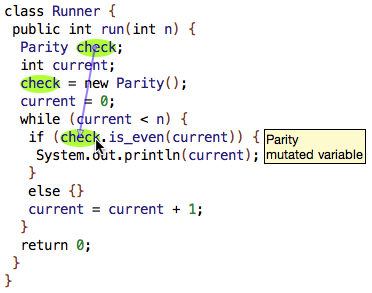 class Runner {
public int run(int n) {
Parity check;
int current;
check = new Parity();
current = 0;
while (current < n) {
if (check.is_even(current)) {
Parity
mutated variable
System.out.println(current);
}
else {}
current = current + 1;
}
return 0;
}
}